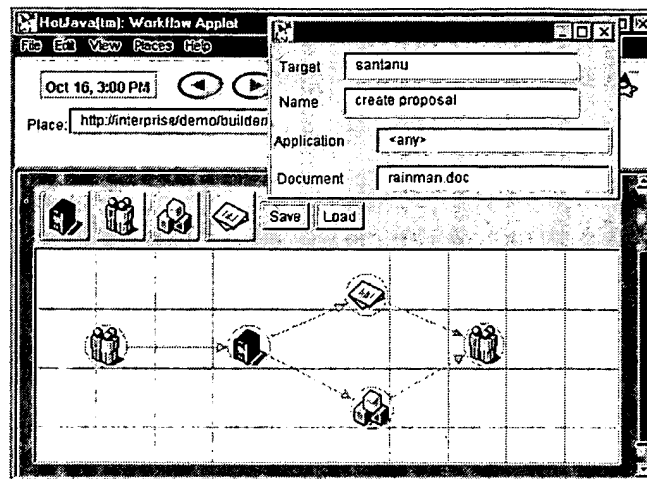 HotJava(tm): Workflow Applet
File Edit View Places Help
Oct 16, 3:00 PM
Place: http://interprise/demo/builder
Target santanu
Name create proposal
Application <any>
Document rainman.doc
Save Load